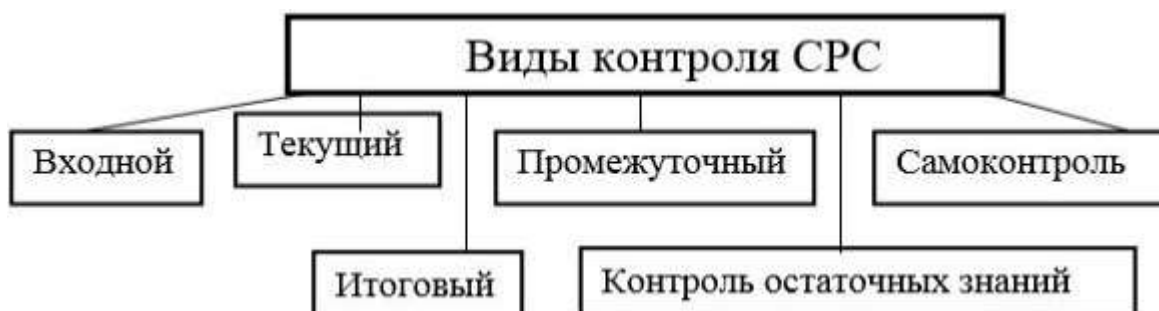 Виды контроля СРС
Входной
Текущий
Промежуточный
Самоконтроль
Итоговый
Контроль остаточных знаний